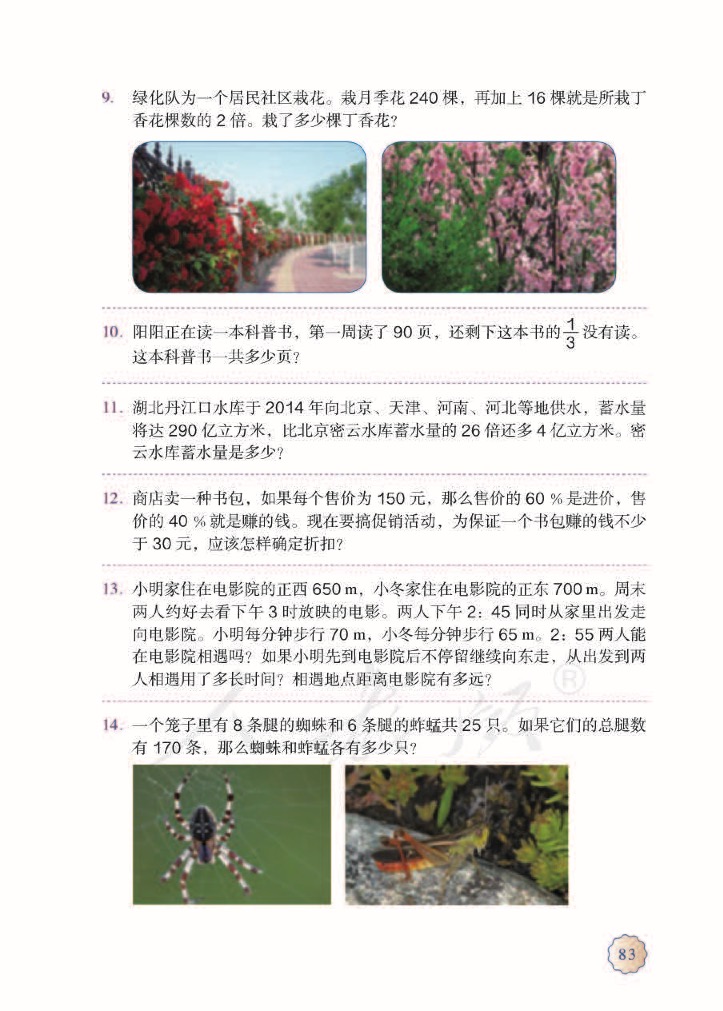 9. 绿化队为一个居民社区栽花。栽月季花 240 棵，再加上 16 棵就是所栽丁
香花棵数的 2 倍。栽了多少棵丁香花？
10. 阳阳正在读一本科普书，第一周读了 90 页，还剩下这本书的 1/3 没有读。
这本科普书一共多少页？
11. 湖北丹江口水库于 2014 年向北京、天津、河南、河北等地供水，蓄水量
将达 290 亿立方米，比北京密云水库蓄水量的 26 倍还多 4 亿立方米。密
云水库蓄水量是多少？
12. 商店卖一种书包，如果每个售价为 150 元，那么售价的 60 % 是进价，售
价的 40 % 就是赚的钱。现在要搞促销活动，为保证一个书包赚的钱不少
于 30 元，应该怎样确定折扣？
13. 小明家住在电影院的正西 650 m，小冬家住在电影院的正东 700 m。周末
两人约好去看下午 3 时放映的电影。两人下午 2：45 同时从家里出发走
向电影院。小明每分钟步行 70 m，小冬每分钟步行 65 m。2：55 两人能
在电影院相遇吗？如果小明先到电影院后不停留继续向东走，从出发到两
人相遇用了多长时间？相遇地点距离电影院有多远？
14. 一个笼子里有 8 条腿的蜘蛛和 6 条腿的蚱蜢共 25 只。如果它们的总腿数
有 170 条，那么蜘蛛和蚱蜢各有多少只？
83